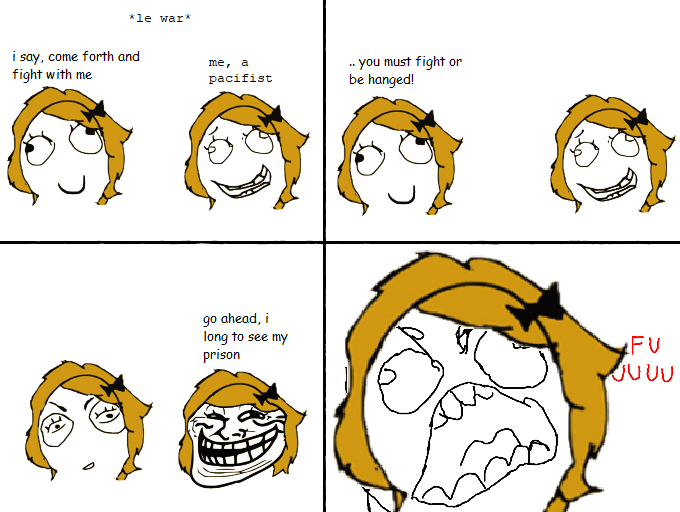 *le war*
i say, come forth and
fight with me
me, a
pacifist
.. you must fight or
be hanged!
go ahead, i
long to see my
prison
FU
UUUU